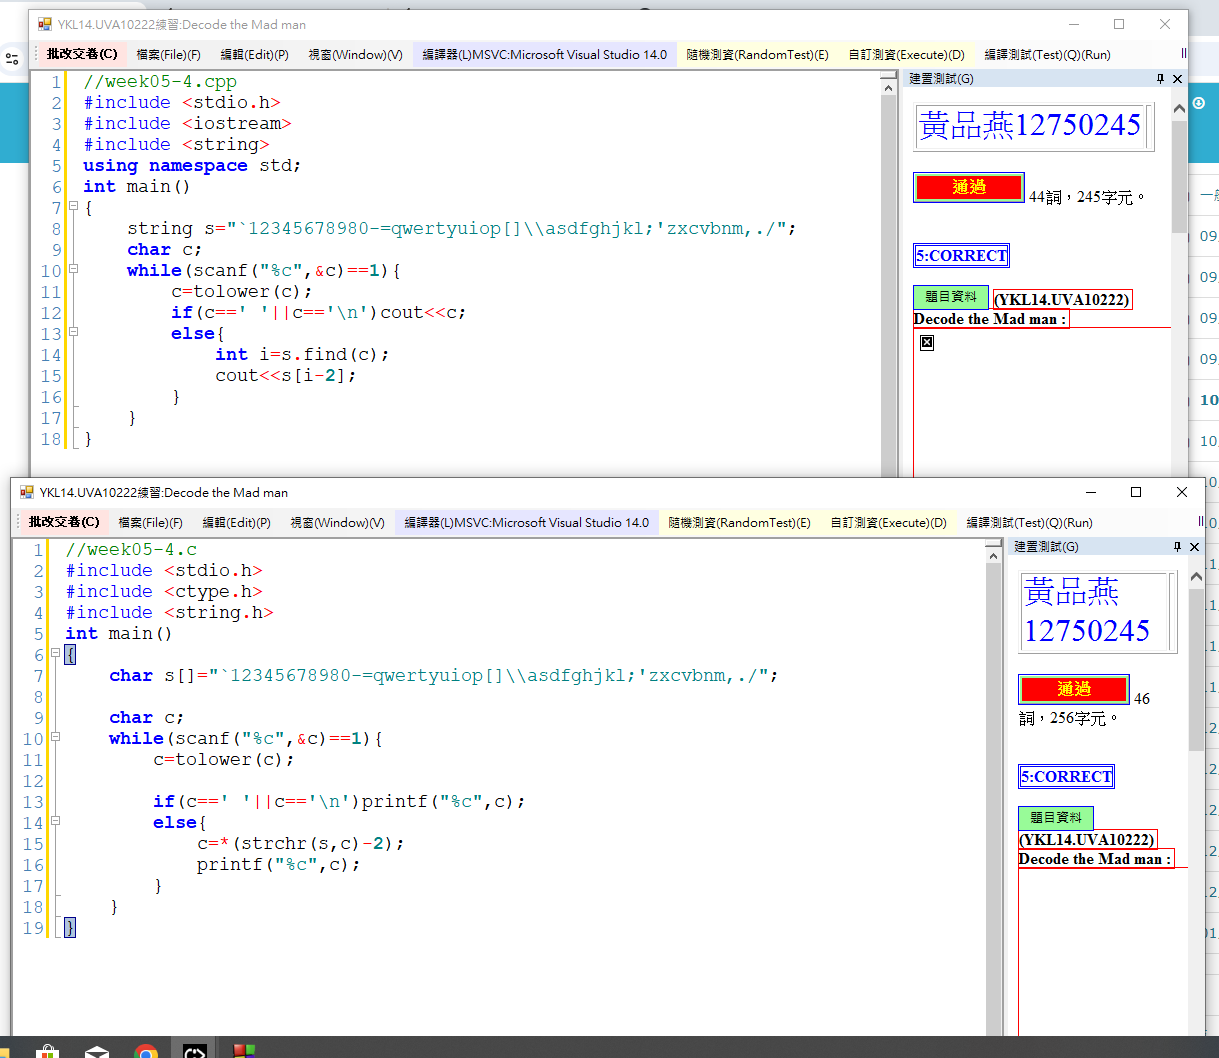 YKL14.UVA10222練習:Decode the Mad man
批改交卷(C) 檔案(File)(F) 編輯(Edit)(P) 視窗(Window)(V) 編譯器(L)MSVC:Microsoft Visual Studio 14.0 隨機測資(RandomTest)(E) 自訂測資(Execute)(D) 編譯測試(Test)(Q)(Run)
1 //week05-4.cpp
2 #include <stdio.h>
3 #include <iostream>
4 #include <string>
5 using namespace std;
6 int main()
7 {
8 string s="`12345678980-=qwertyuiop[]\\asdfghjkl;'zxcvbnm,./";
9 char c;
10 while(scanf("%c",&c)==1){
11 c=tolower(c);
12 if(c==' '||c=='\n')cout<<c;
13 else{
14 int i=s.find(c);
15 cout<<s[i-2];
16 }
17 }
18 }
建置測試(G)
黃品燕12750245
通過 44詞，245字元。
5:CORRECT
題目資料 (YKL14.UVA10222)
Decode the Mad man :
YKL14.UVA10222練習:Decode the Mad man
批改交卷(C) 檔案(File)(F) 編輯(Edit)(P) 視窗(Window)(V) 編譯器(L)MSVC:Microsoft Visual Studio 14.0 隨機測資(RandomTest)(E) 自訂測資(Execute)(D) 編譯測試(Test)(Q)(Run)
1 //week05-4.c
2 #include <stdio.h>
3 #include <ctype.h>
4 #include <string.h>
5 int main()
6 {
7 char s[]="`12345678980-=qwertyuiop[]\\asdfghjkl;'zxcvbnm,./";
8
9 char c;
10 while(scanf("%c",&c)==1){
11 c=tolower(c);
12
13 if(c==' '||c=='\n')printf("%c",c);
14 else{
15 c=*(strchr(s,c)-2);
16 printf("%c",c);
17 }
18 }
19 }
建置測試(G)
黃品燕
12750245
通過 46
詞，256字元。
5:CORRECT
題目資料
(YKL14.UVA10222)
Decode the Mad man :